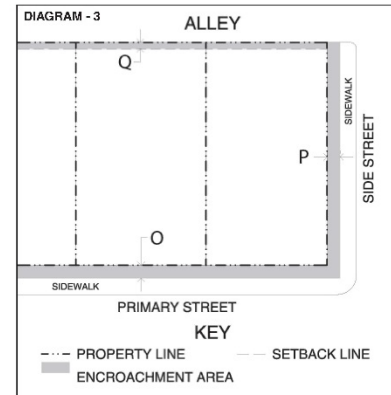 DIAGRAM - 3
ALLEY
Q
SIDEWALK
SIDE STREET
P
O
SIDEWALK
PRIMARY STREET
KEY
PROPERTY LINE
SETBACK LINE
ENCROACHMENT AREA